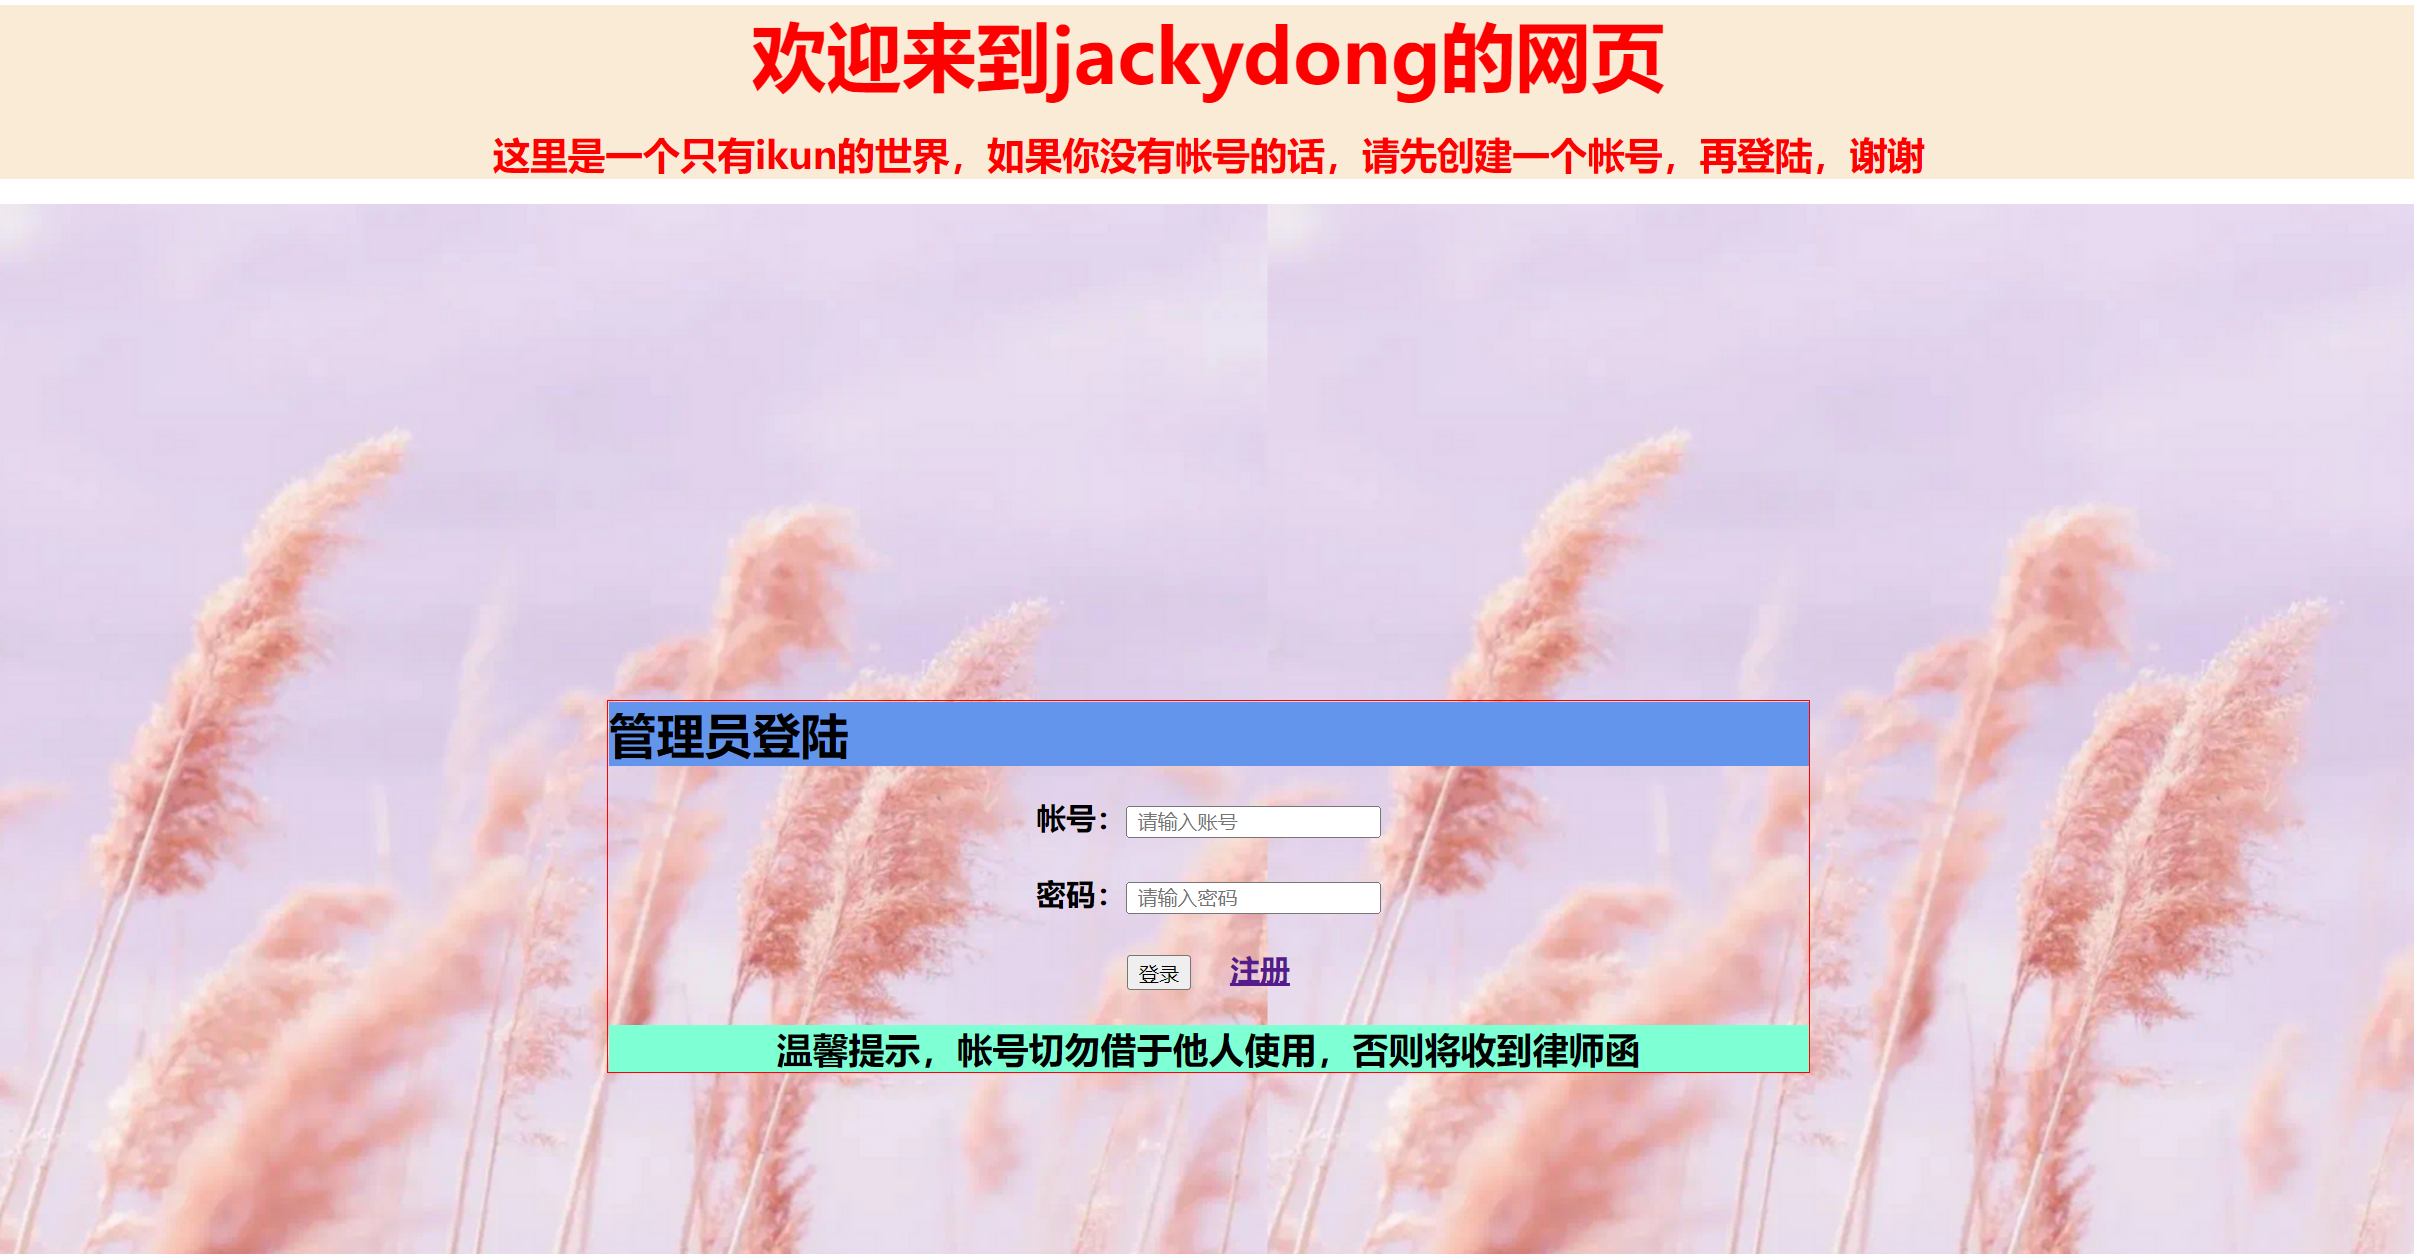 欢迎来到jackydong的网页
这里是一个只有ikun的世界，如果你没有帐号的话，请先创建一个帐号，再登陆，谢谢
管理员登陆
帐号： 请输入账号
密码： 请输入密码
登录 注册
温馨提示，帐号切勿借于他人使用，否则将收到律师函